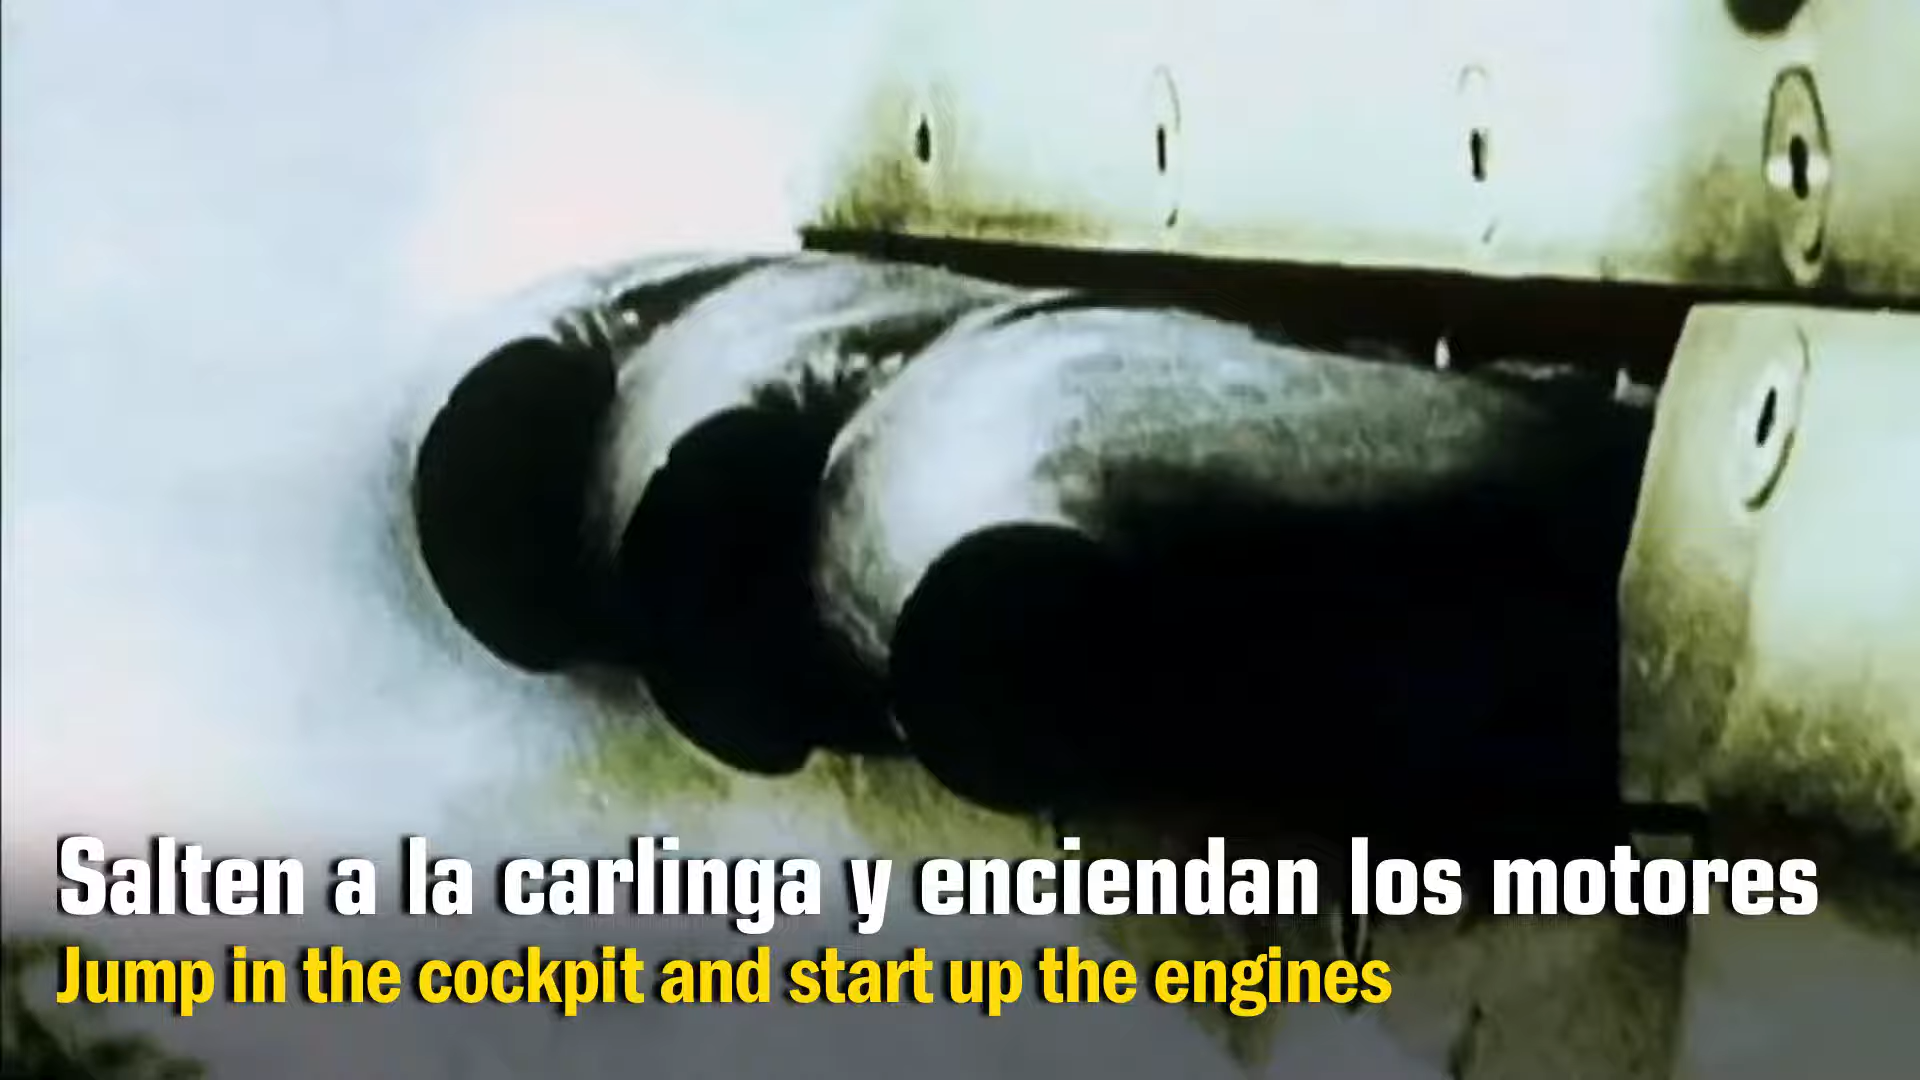 Salten a la carlinga y enciendan los motores
Jump in the cockpit and start up the engines